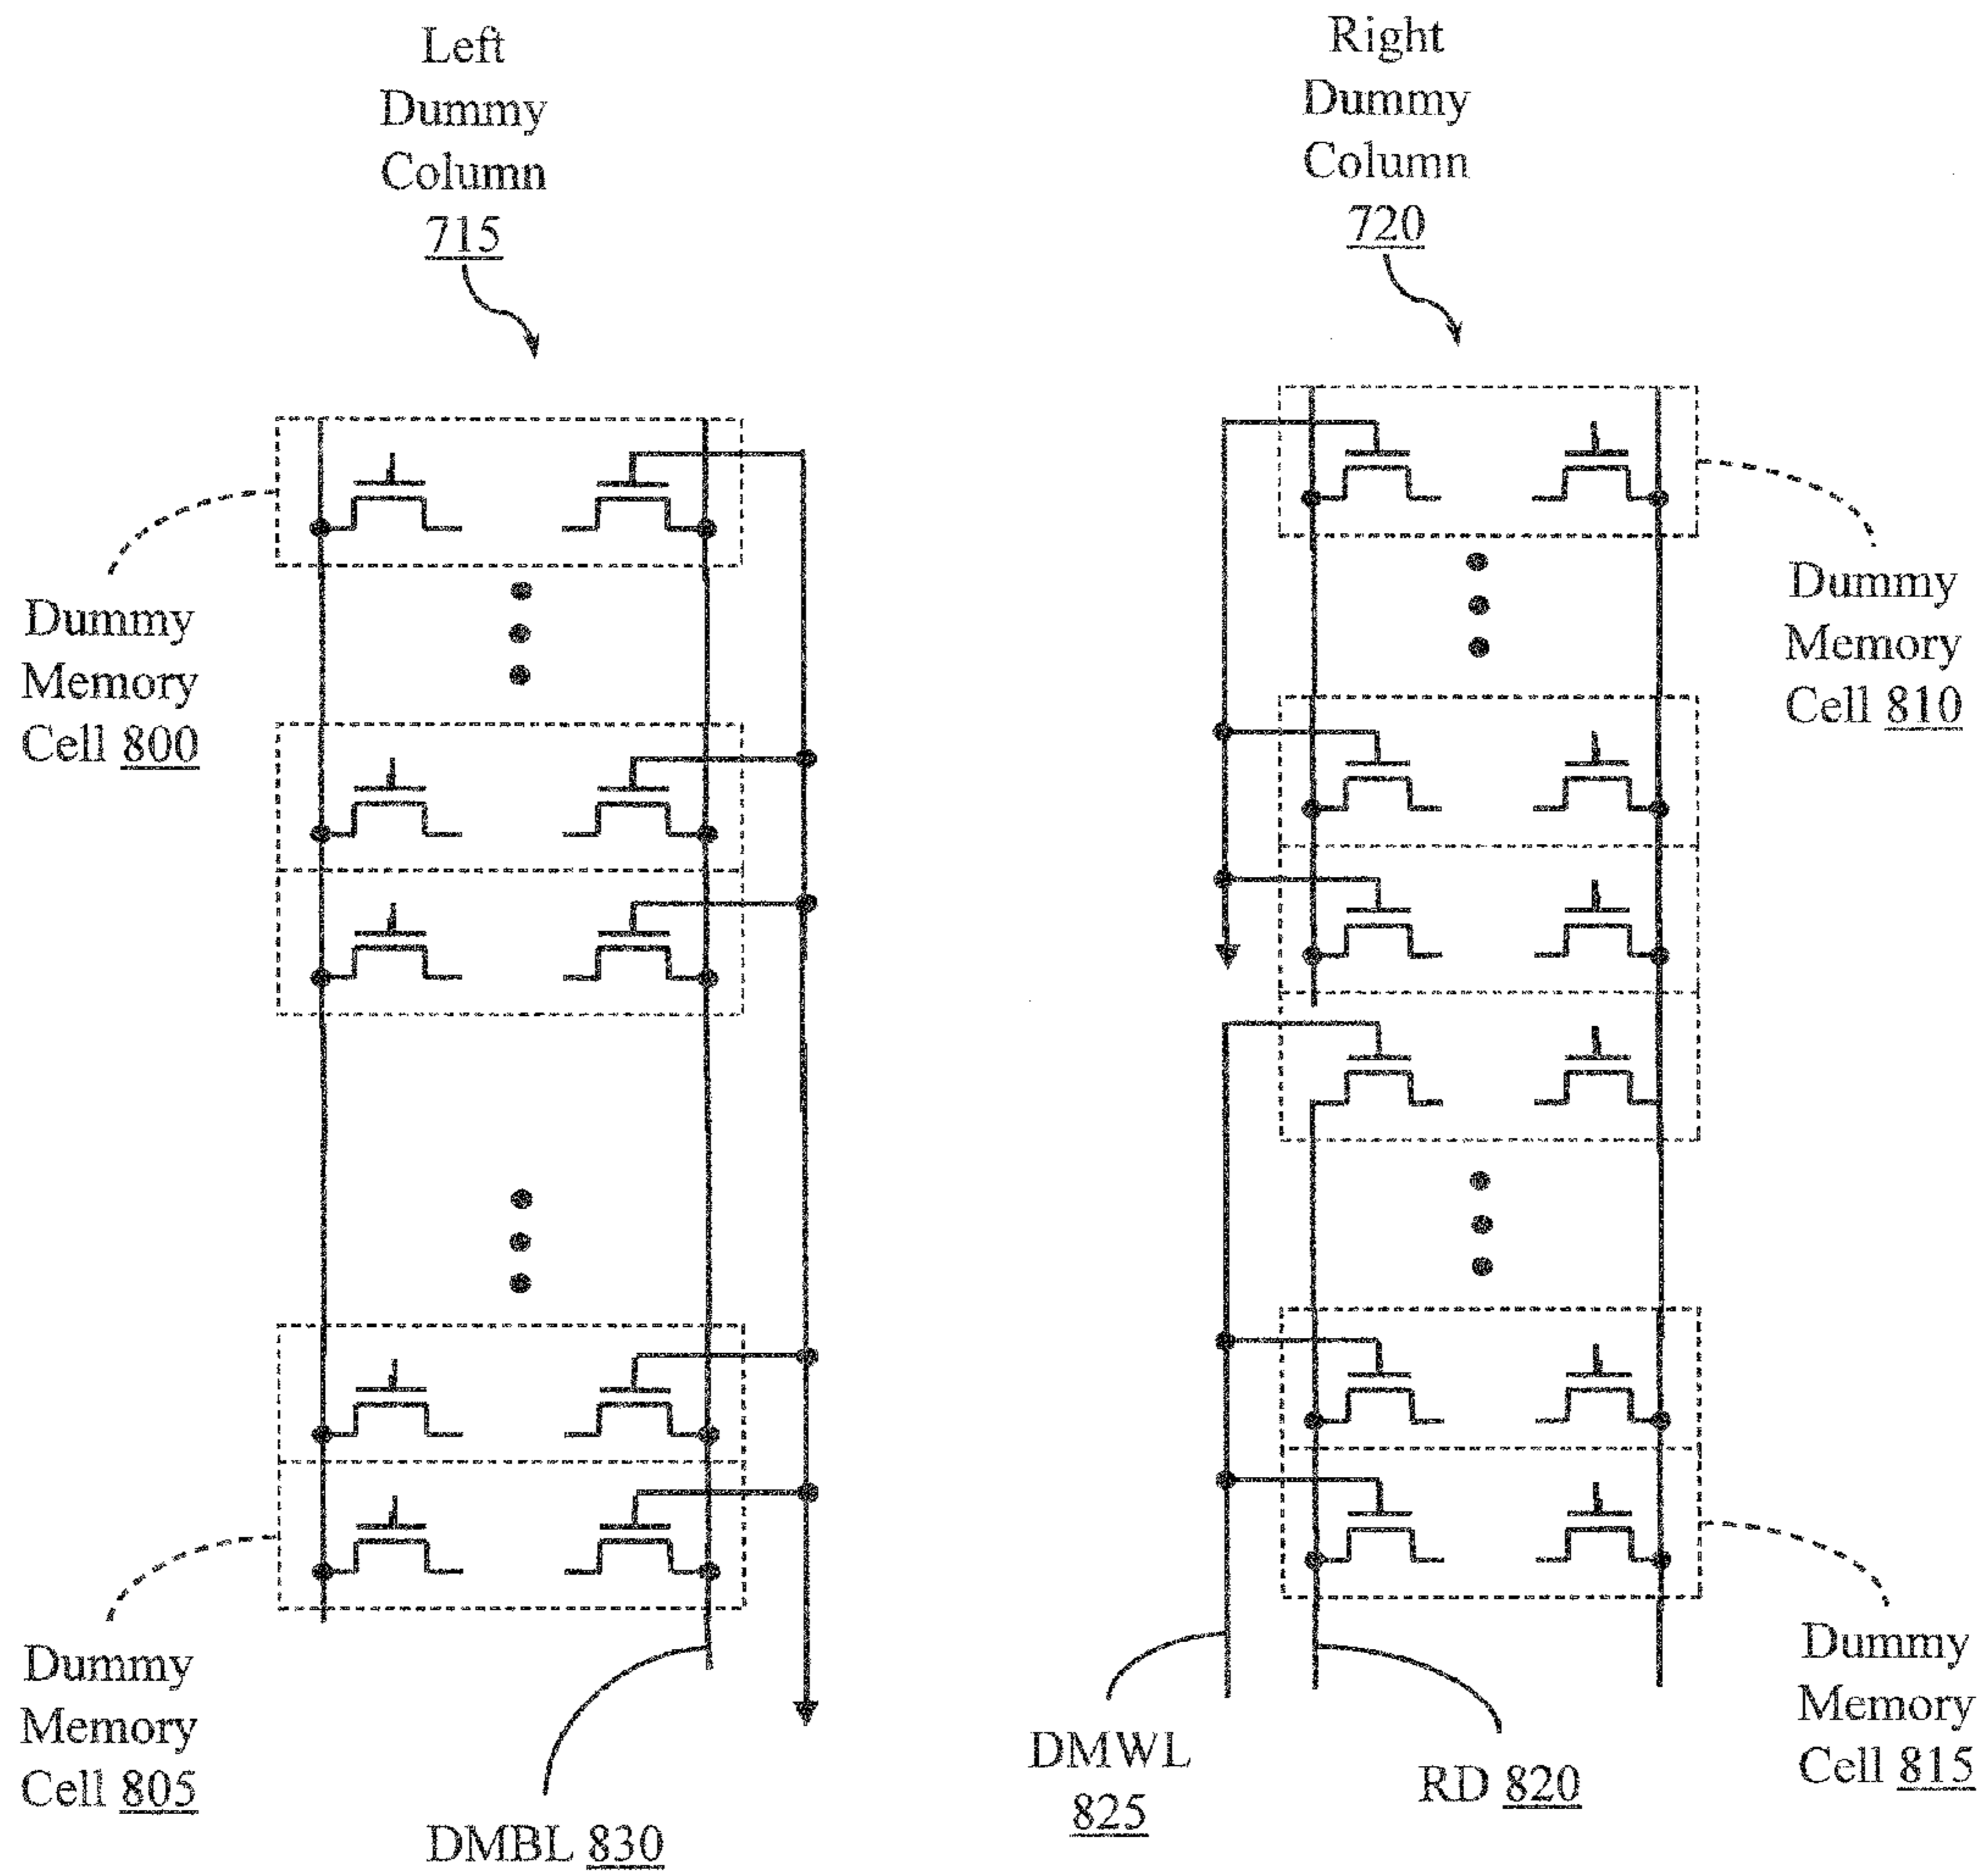 Left
Dummy
Column
715
Right
Dummy
Column
720
Dummy
Memory
Cell 800
Dummy
Memory
Cell 810
Dummy
Memory
Cell 805
DMBL 830
DMWL
825
RD 820
Dummy
Memory
Cell 815